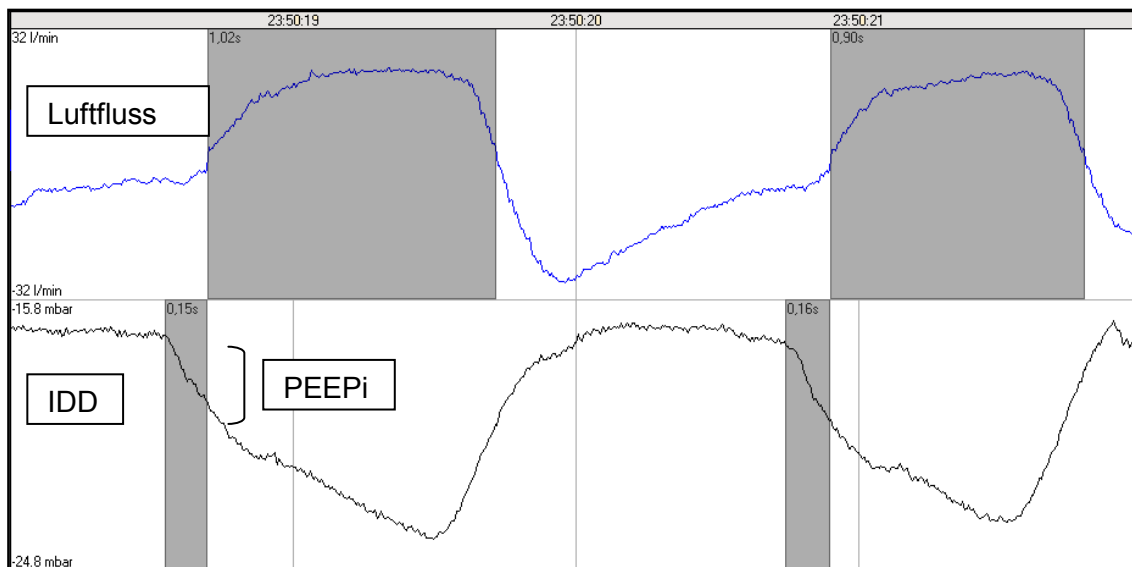 23:50:19 23:50:20 23:50:21
32 l/min
1,02s
0,90s
Luftfluss
-32 l/min
-15.8 mbar
0,15s
0,16s
PEEPi
IDD
-24.8 mbar